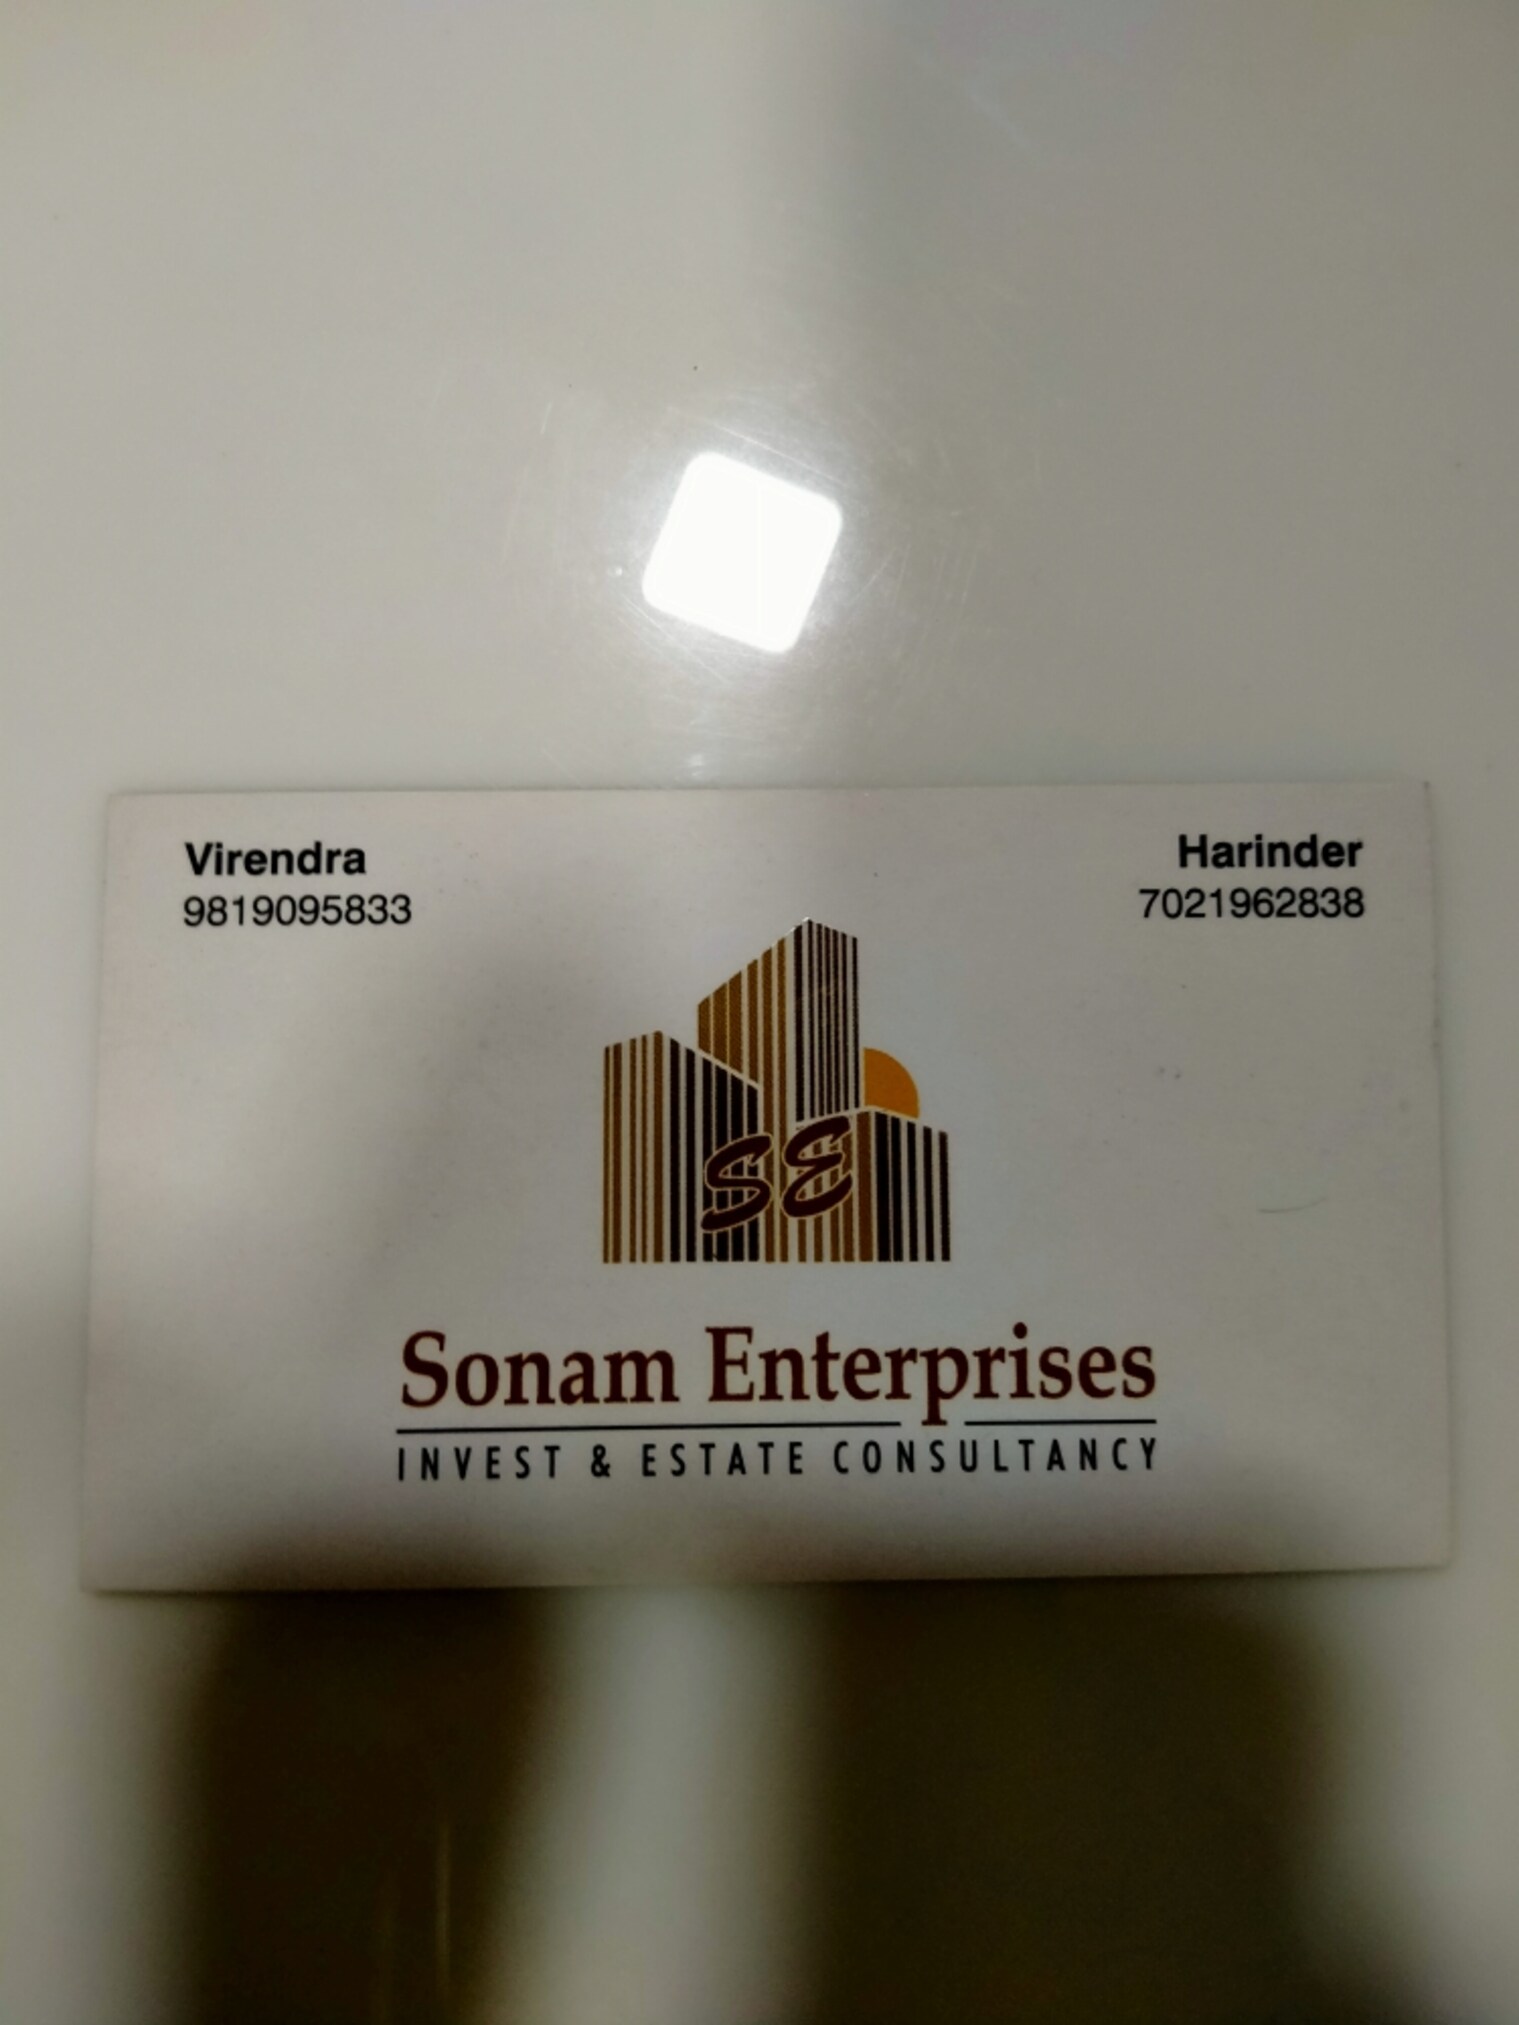 Virendra
9819095833
Harinder
7021962838
SE
Sonam Enterprises
INVEST & ESTATE CONSULTANCY